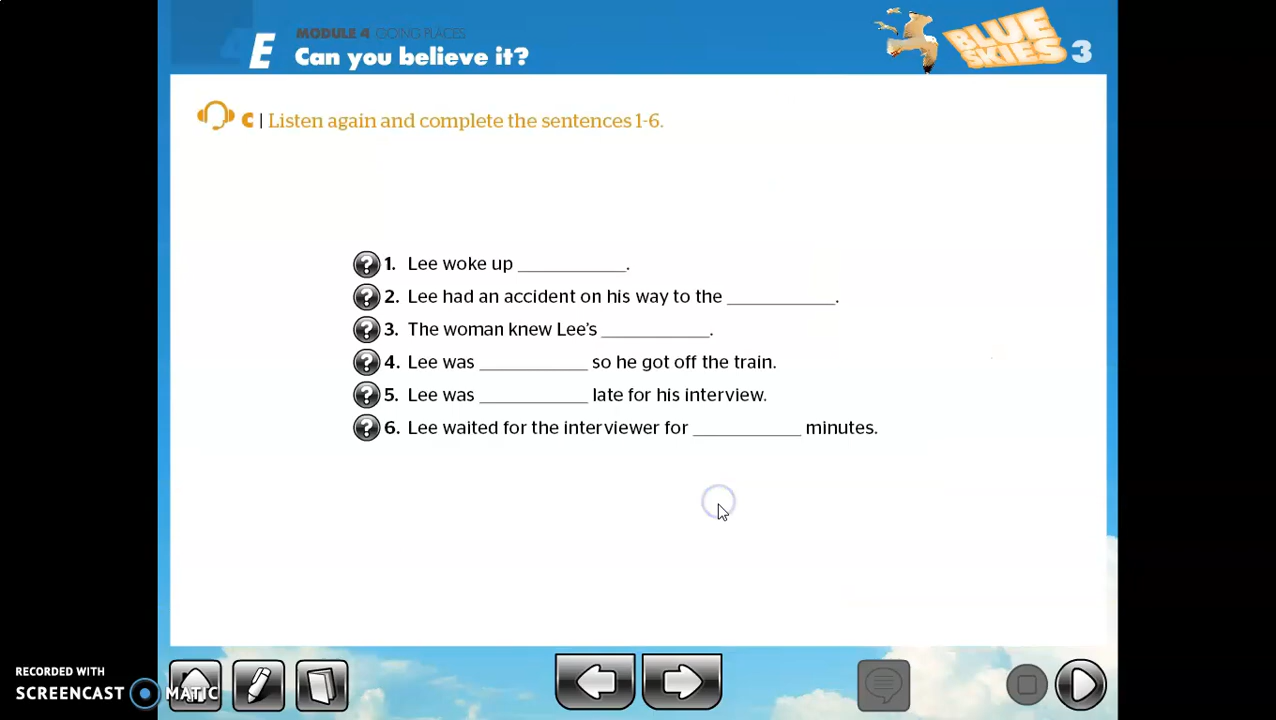 MODULE 4 GOING PLACES
4E Can you believe it?
BLUE SKIES 3
C | Listen again and complete the sentences 1-6.
? 1. Lee woke up ___________.
? 2. Lee had an accident on his way to the ___________.
? 3. The woman knew Lee's ___________.
? 4. Lee was ___________ so he got off the train.
? 5. Lee was ___________ late for his interview.
? 6. Lee waited for the interviewer for ___________ minutes.
RECORDED WITH
SCREENCAST MATIC